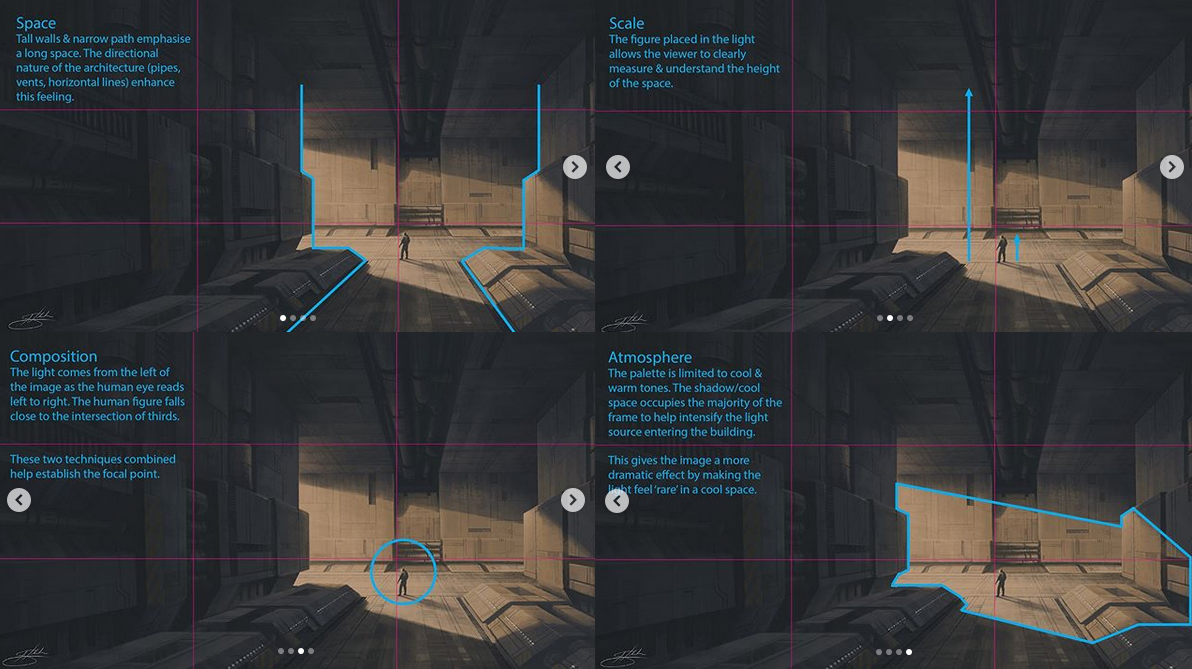 Space
Tall walls & narrow path emphasise
a long space. The directional
nature of the architecture (pipes,
vents, horizontal lines) enhance
this feeling.
Scale
The figure placed in the light
allows the viewer to clearly
measure & understand the height
of the space.
Composition
The light comes from the left of
the image as the human eye reads
left to right. The human figure falls
close to the intersection of thirds.
These two techniques combined
help establish the focal point.
Atmosphere
The palette is limited to cool &
warm tones. The shadow/cool
space occupies the majority of the
frame to help intensify the light
source entering the building.
This gives the image a more
dramatic effect by making the
light feel 'rare' in a cool space.